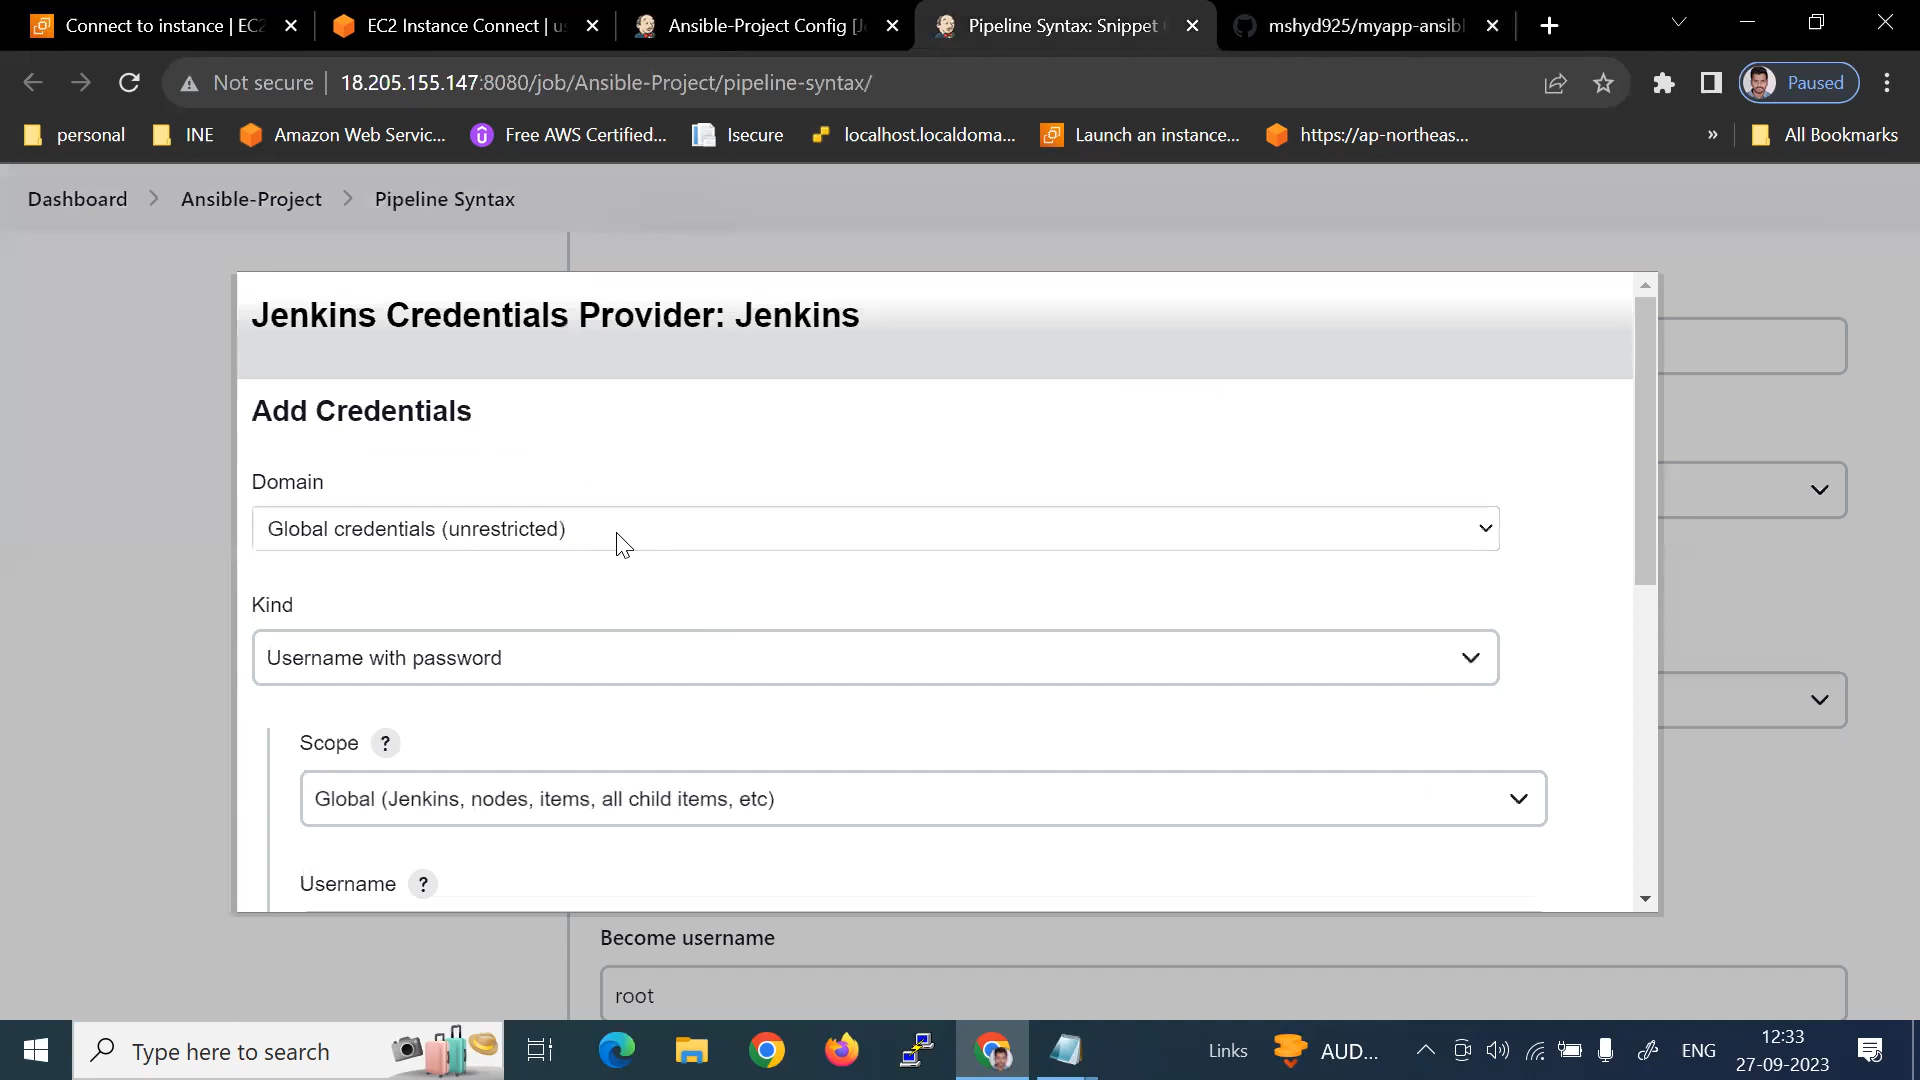 Connect to instance | EC2
EC2 Instance Connect | us
Ansible-Project Config [Je
Pipeline Syntax: Snippet
mshyd925/myapp-ansibl
Not secure
18.205.155.147:8080/job/Ansible-Project/pipeline-syntax/
Paused
personal
INE
Amazon Web Servic...
Free AWS Certified...
Isecure
localhost.localdoma...
Launch an instance...
https://ap-northeas...
»
All Bookmarks
Dashboard
Ansible-Project
Pipeline Syntax
Jenkins Credentials Provider: Jenkins
Add Credentials
Domain
Global credentials (unrestricted)
Kind
Username with password
Scope ?
Global (Jenkins, nodes, items, all child items, etc)
Username ?
Become username
root
Type here to search
Links
AUD...
ENG
12:33
27-09-2023